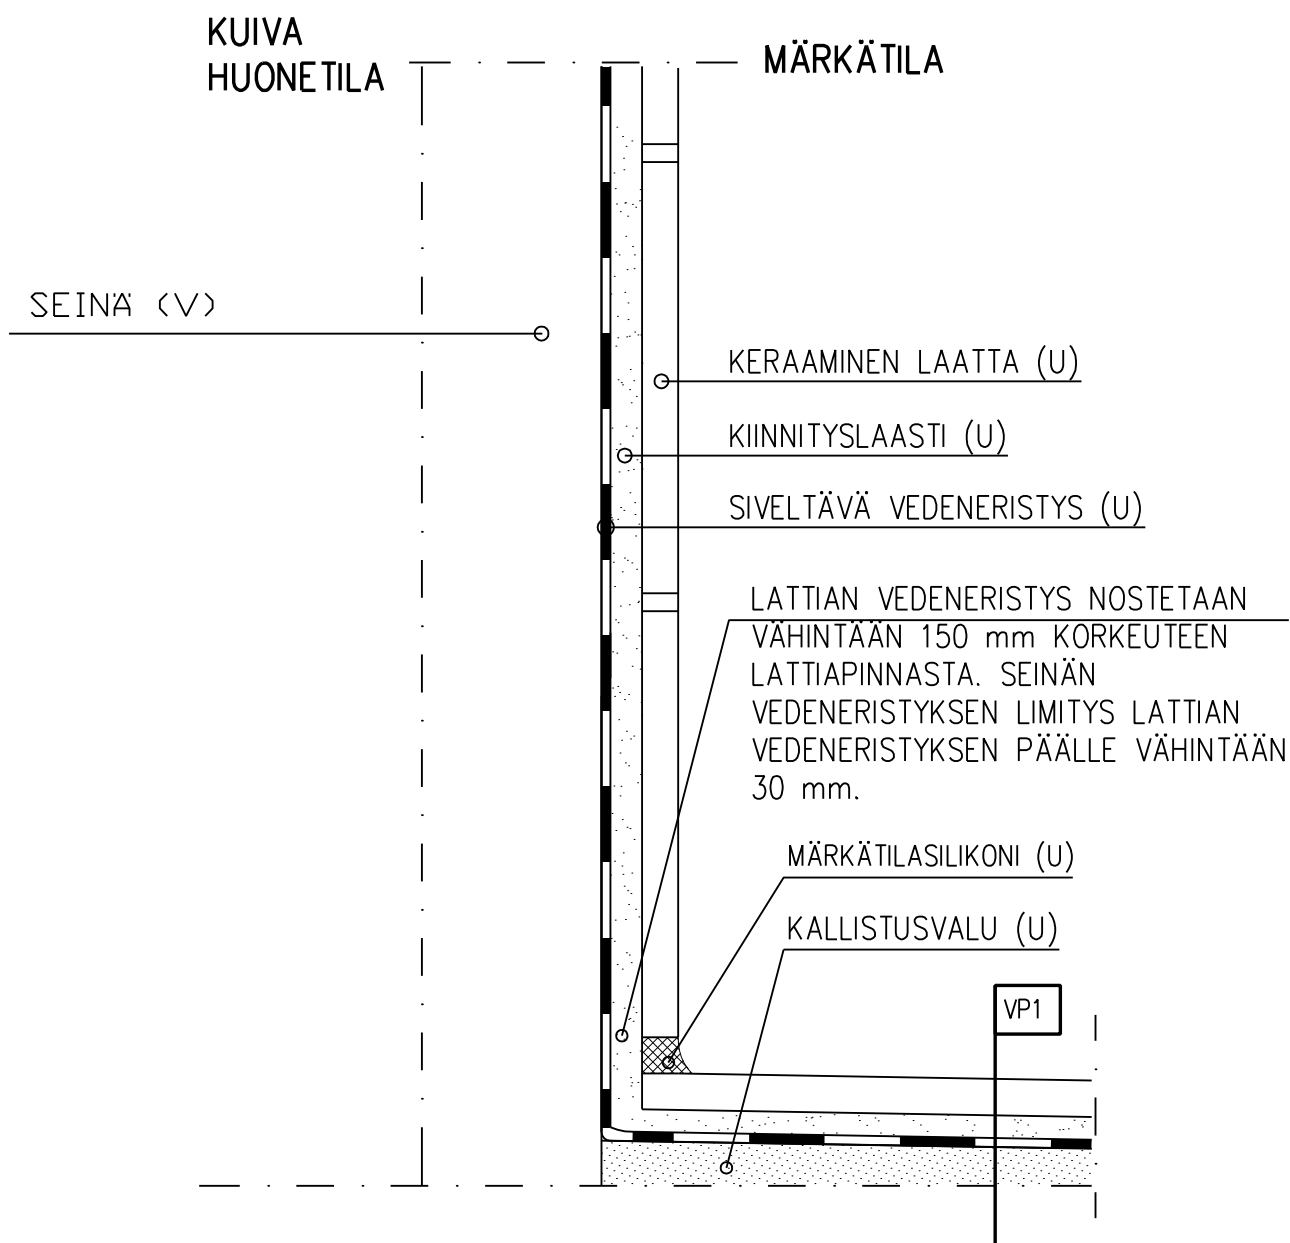 KUIVA
HUONETILA
MÄRKÄTILA
SEINÄ (V)
KERAAMINEN LAATTA (U)
KIINNITYSLAASTI (U)
SIVELTÄVÄ VEDENERISTYS (U)
LATTIAN VEDENERISTYS NOSTETAAN
VÄHINTÄÄN 150 mm KORKEUTEEN
LATTIAPINNASTA. SEINÄN
VEDENERISTYKSEN LIMITYS LATTIAN
VEDENERISTYKSEN PÄÄLLE VÄHINTÄÄN
30 mm.
MÄRKÄTILASILIKONI (U)
KALLISTUSVALU (U)
VP1